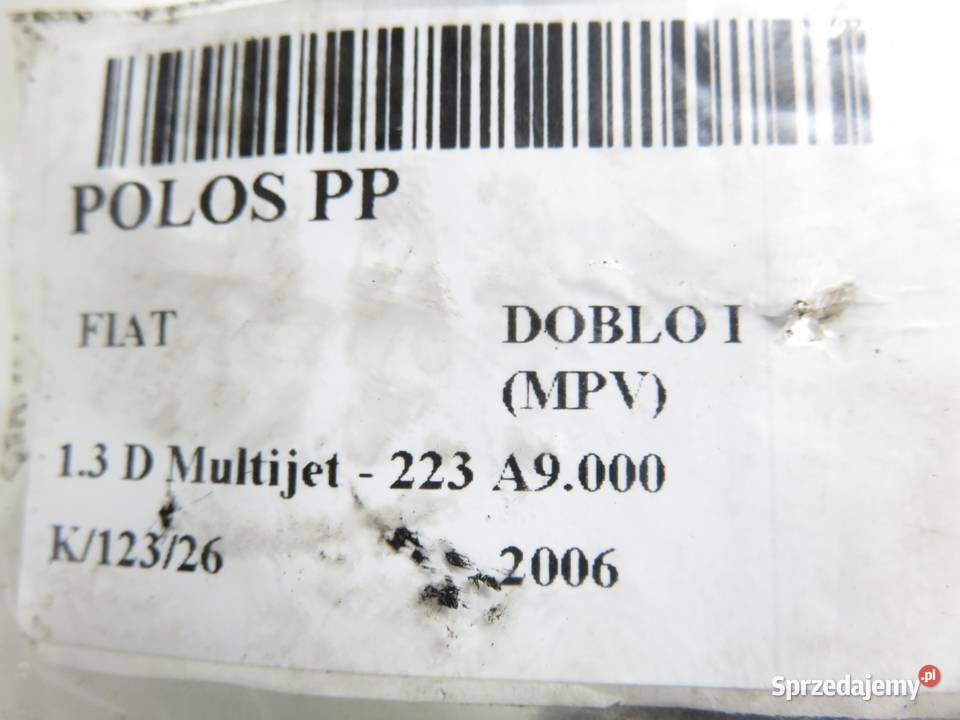 POLOS PP
FIAT DOBLO I
(MPV)
1.3 D Multijet - 223 A9.000
K/123/26 2006
Sprzedajemy.pl